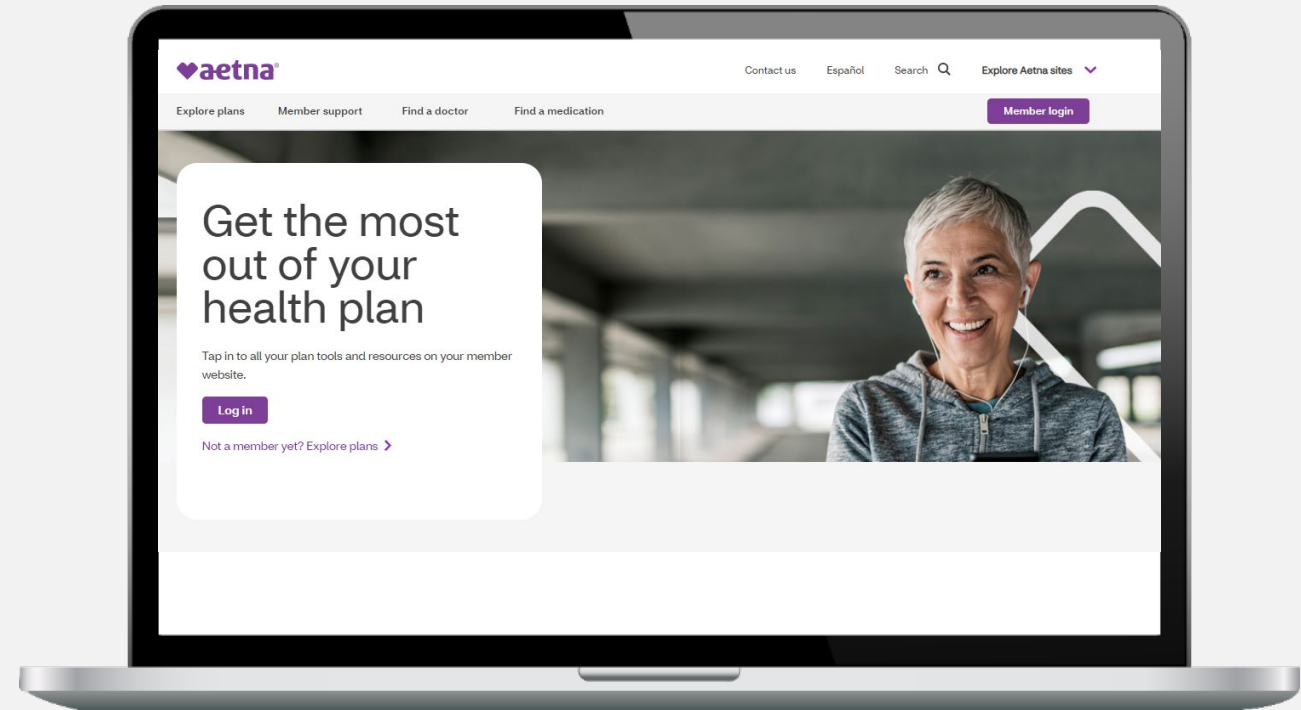 aetna®
Contact us Español Search Explore Aetna sites
Explore plans Member support Find a doctor Find a medication Member login
Get the most
out of your
health plan
Tap in to all your plan tools and resources on your member
website.
Log in
Not a member yet? Explore plans